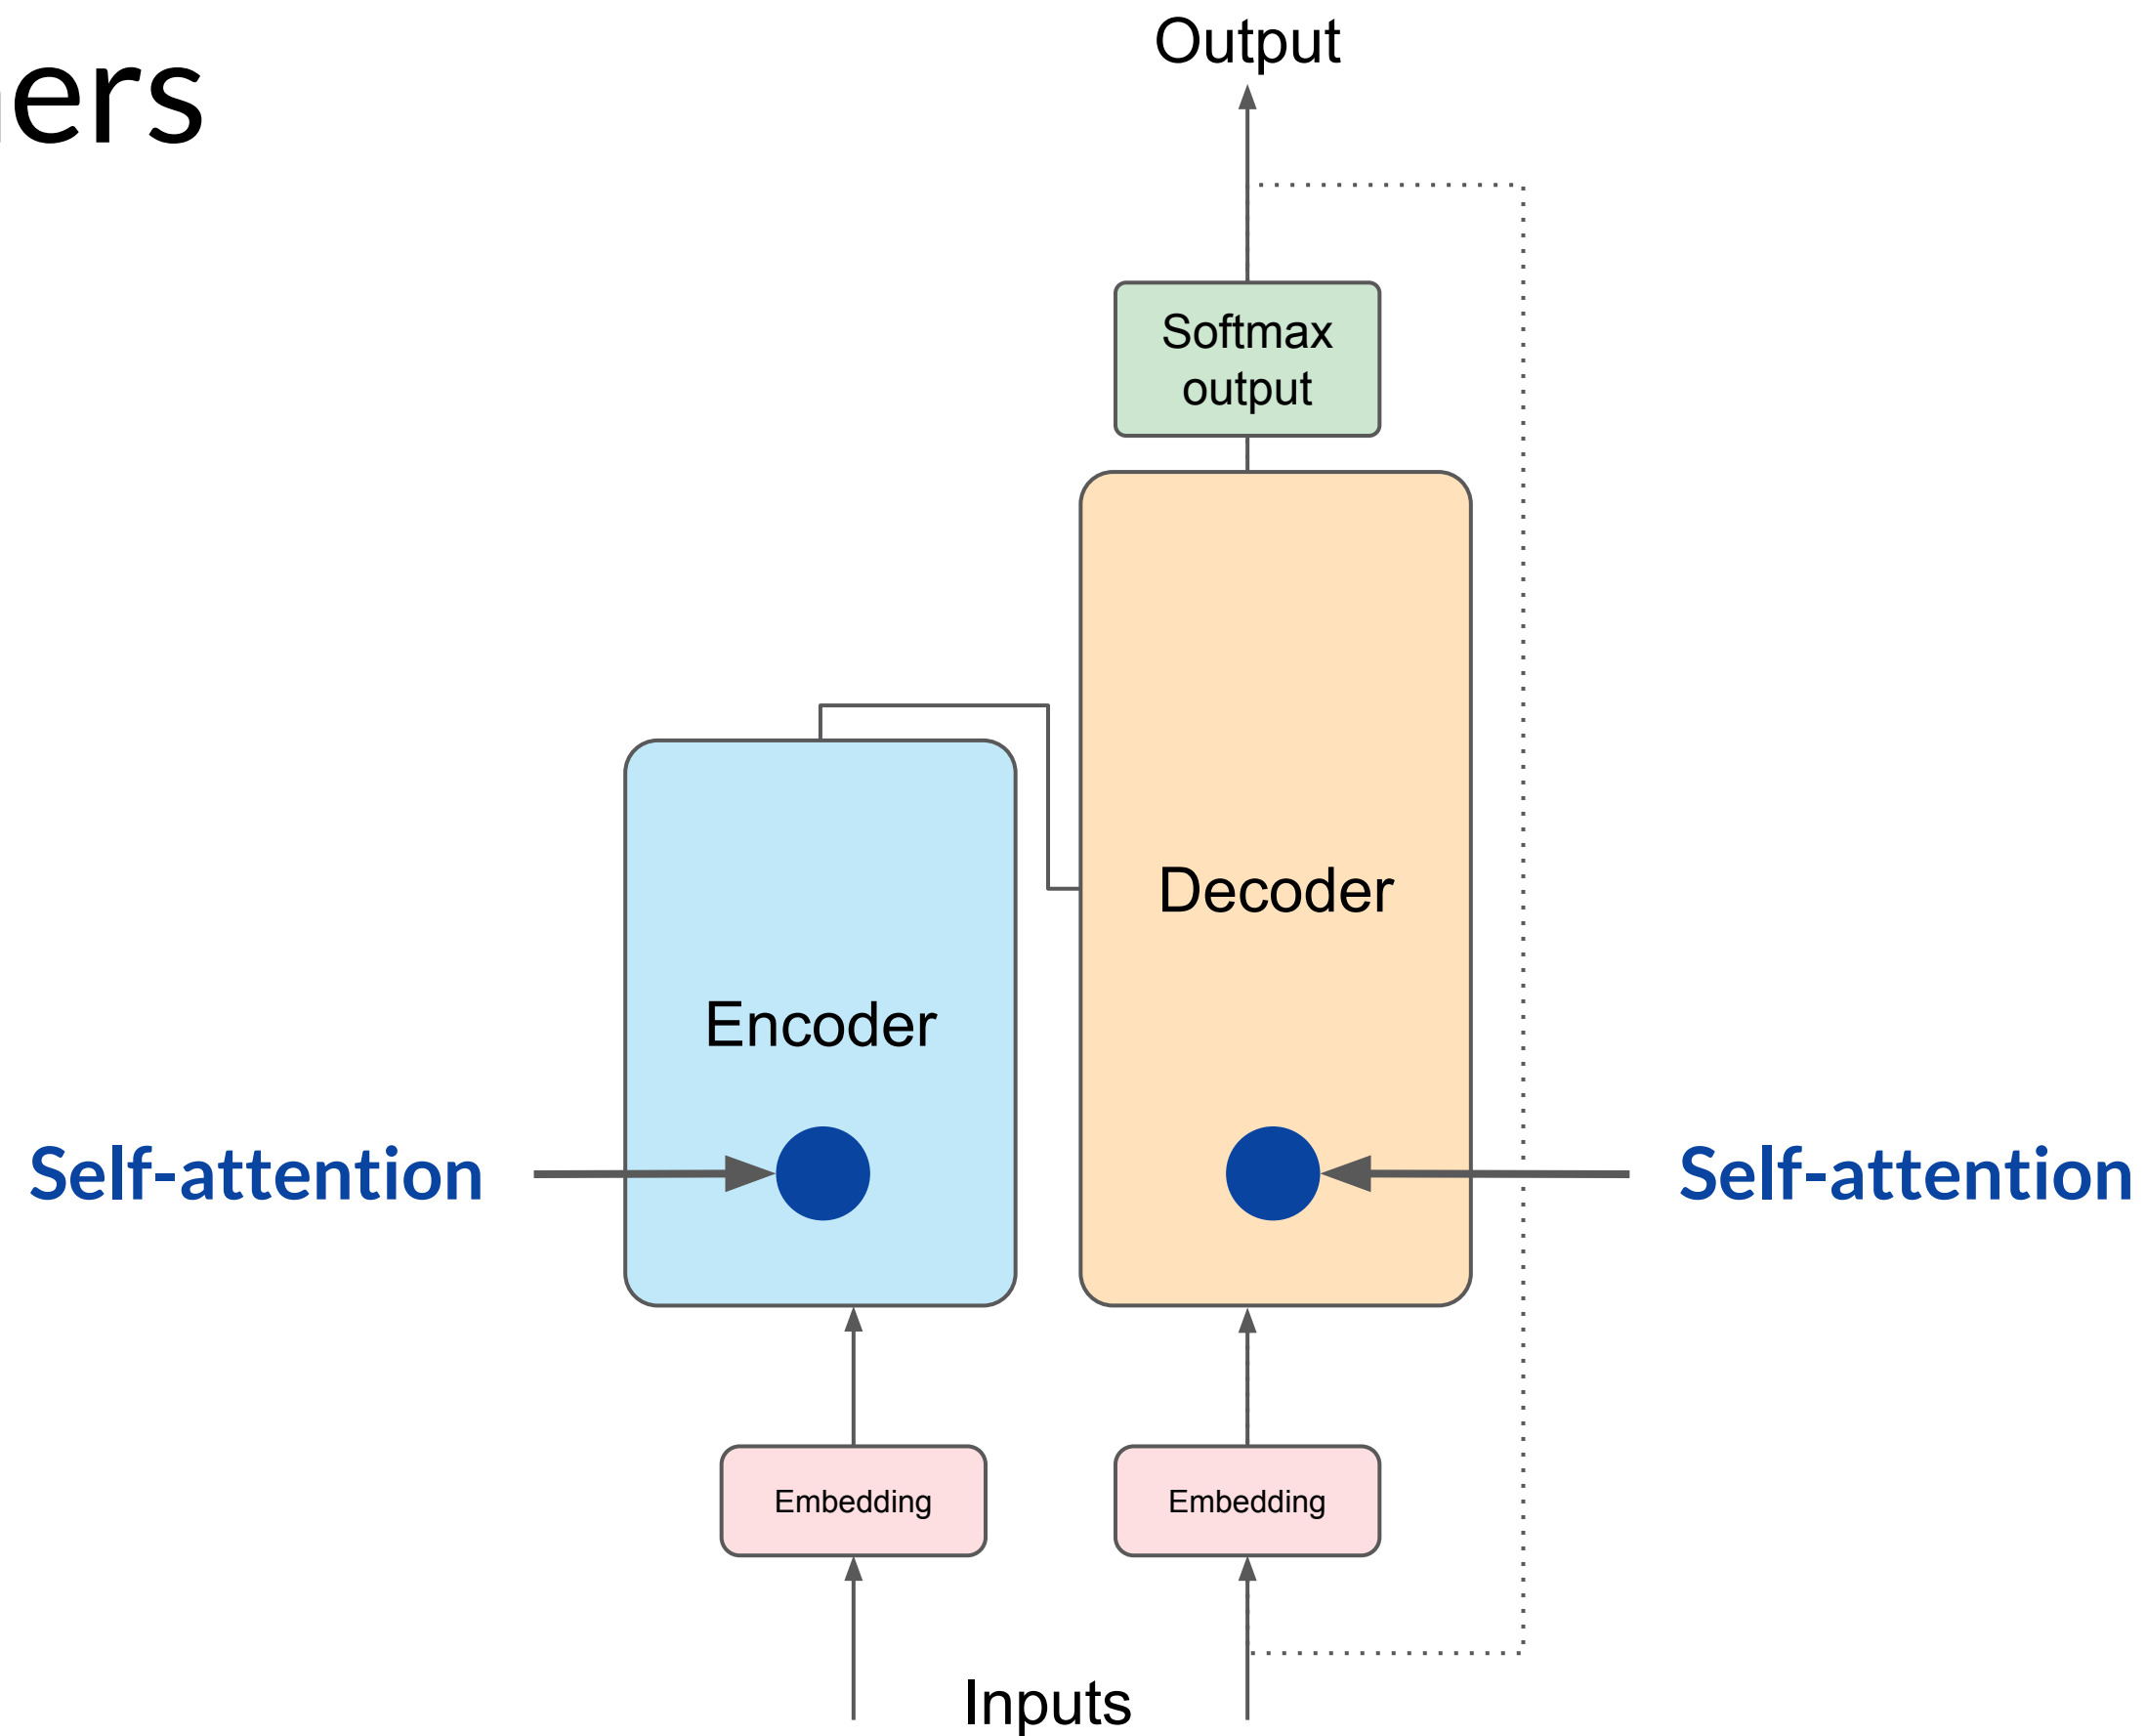 Output
ers
Softmax
output
Decoder
Encoder
Self-attention
Self-attention
Embedding
Embedding
Inputs